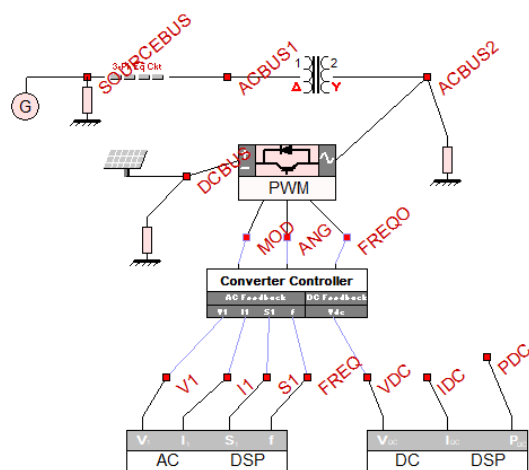 SOURCEBUS
3-Ph Eq Ckt
ACBUS1
1 2
Δ Y
ACBUS2
G
DCBUS
PWM
MOD
ANG
FREQO
Converter Controller
AC Feedback DC Feedback
V1 I1 S1 f Vdc
V1
I1
S1
FREQ
VDC
IDC
PDC
V1 I1 S1 f
AC DSP
VDC IDC PDC
DC DSP